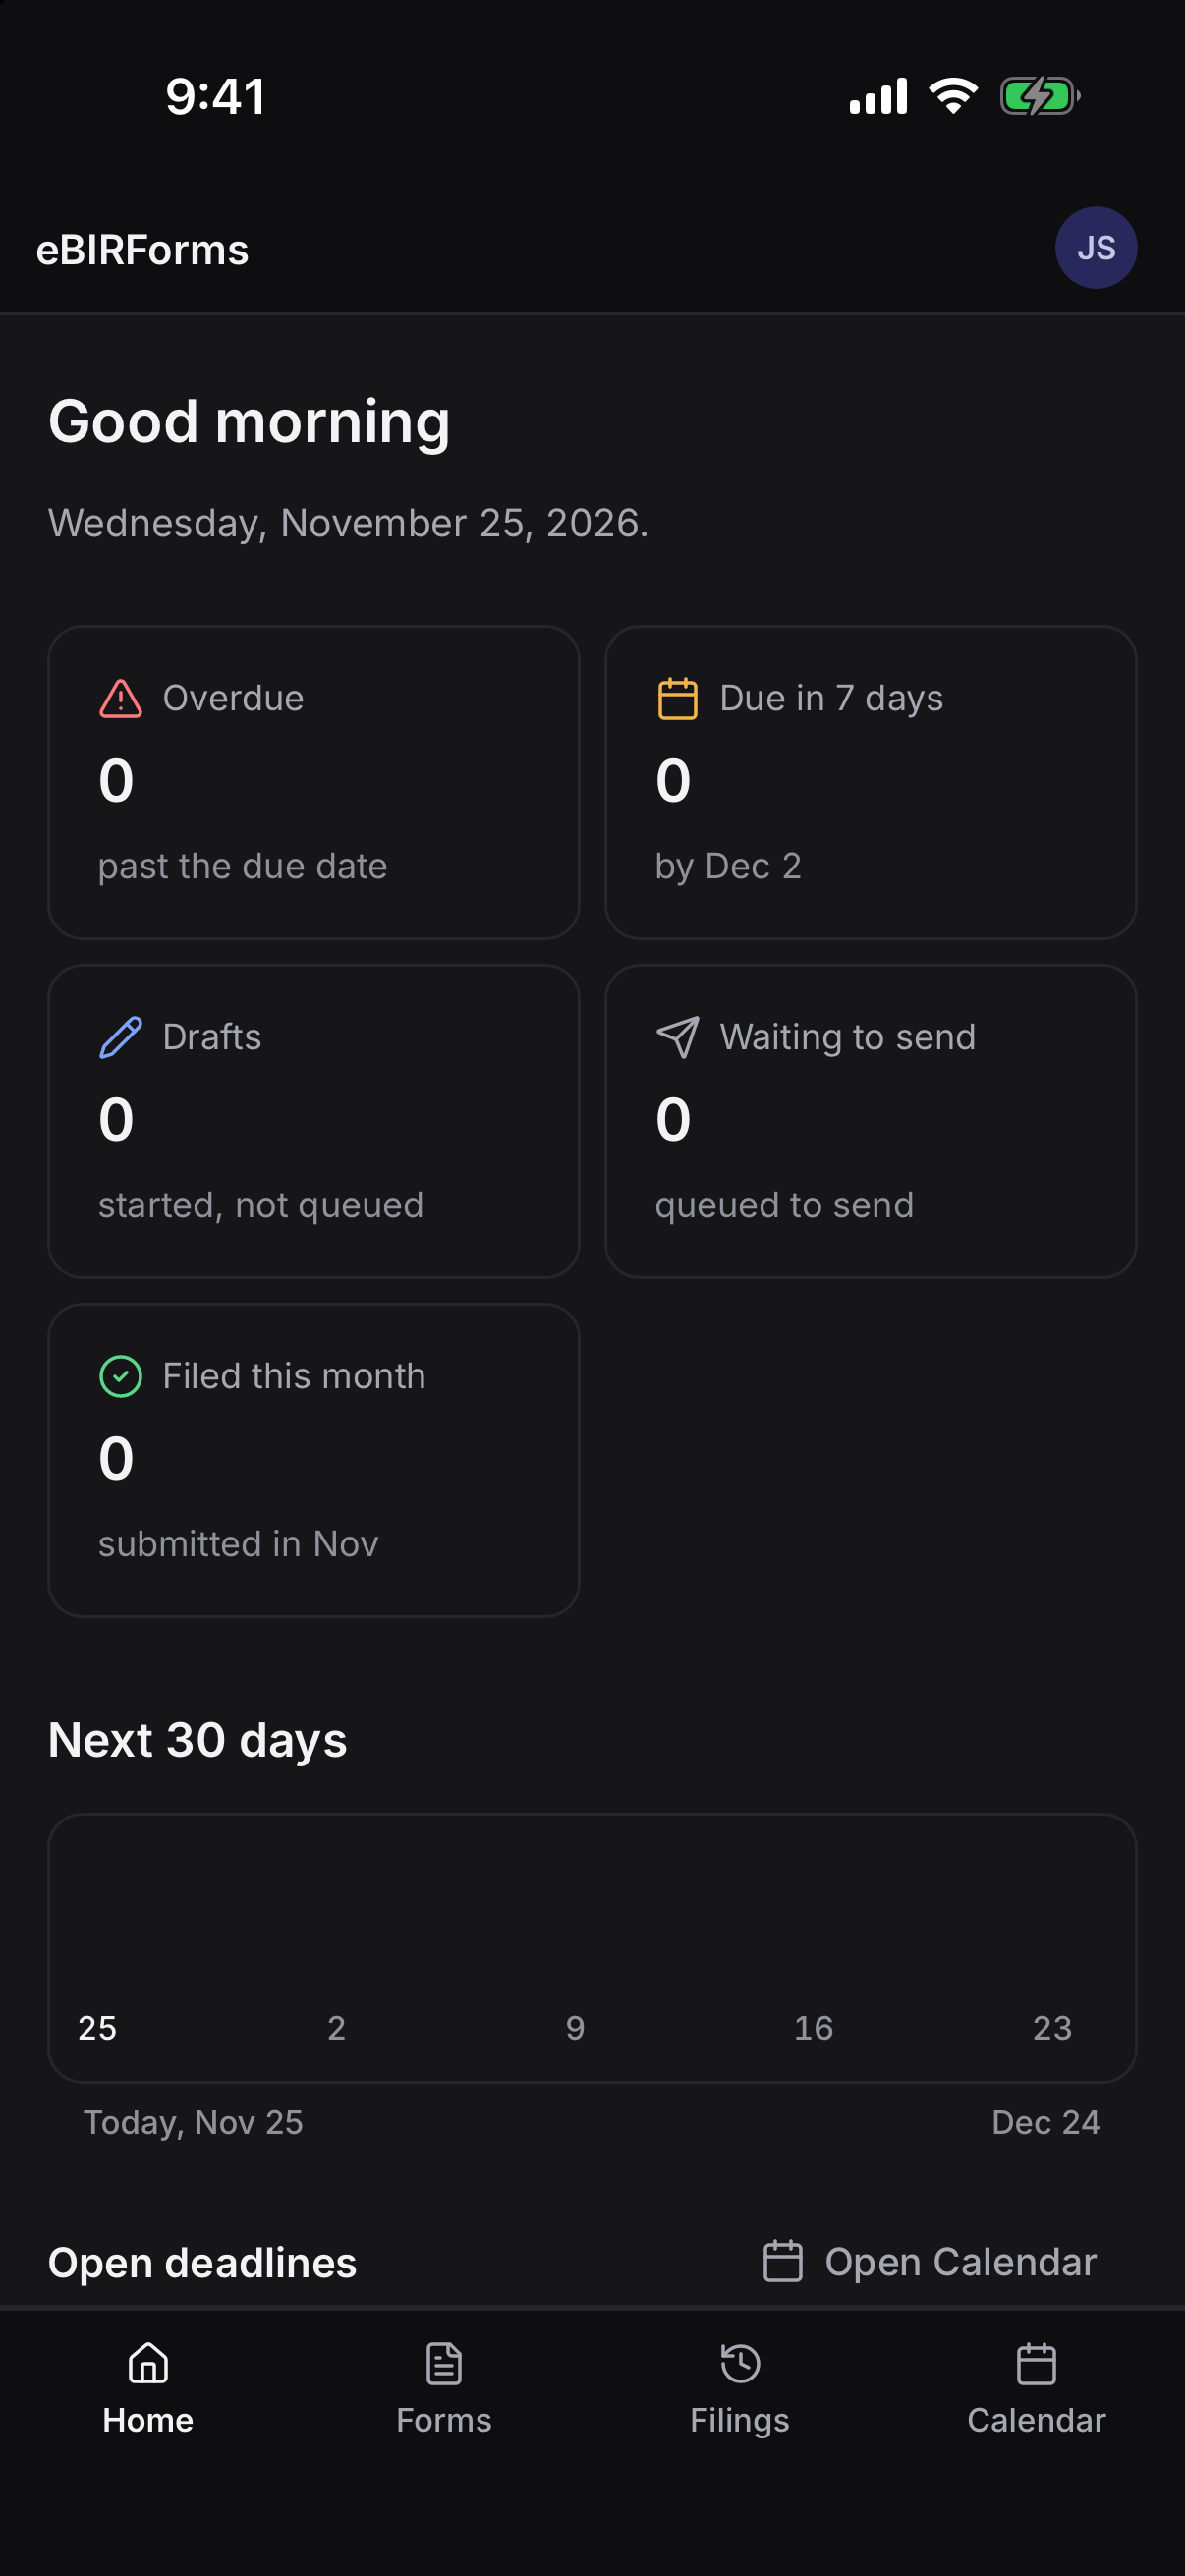 9:41
eBIRForms
JS
Good morning
Wednesday, November 25, 2026.
Overdue
0
past the due date
Due in 7 days
0
by Dec 2
Drafts
0
started, not queued
Waiting to send
0
queued to send
Filed this month
0
submitted in Nov
Next 30 days
25 2 9 16 23
Today, Nov 25 Dec 24
Open deadlines Open Calendar
Home Forms Filings Calendar